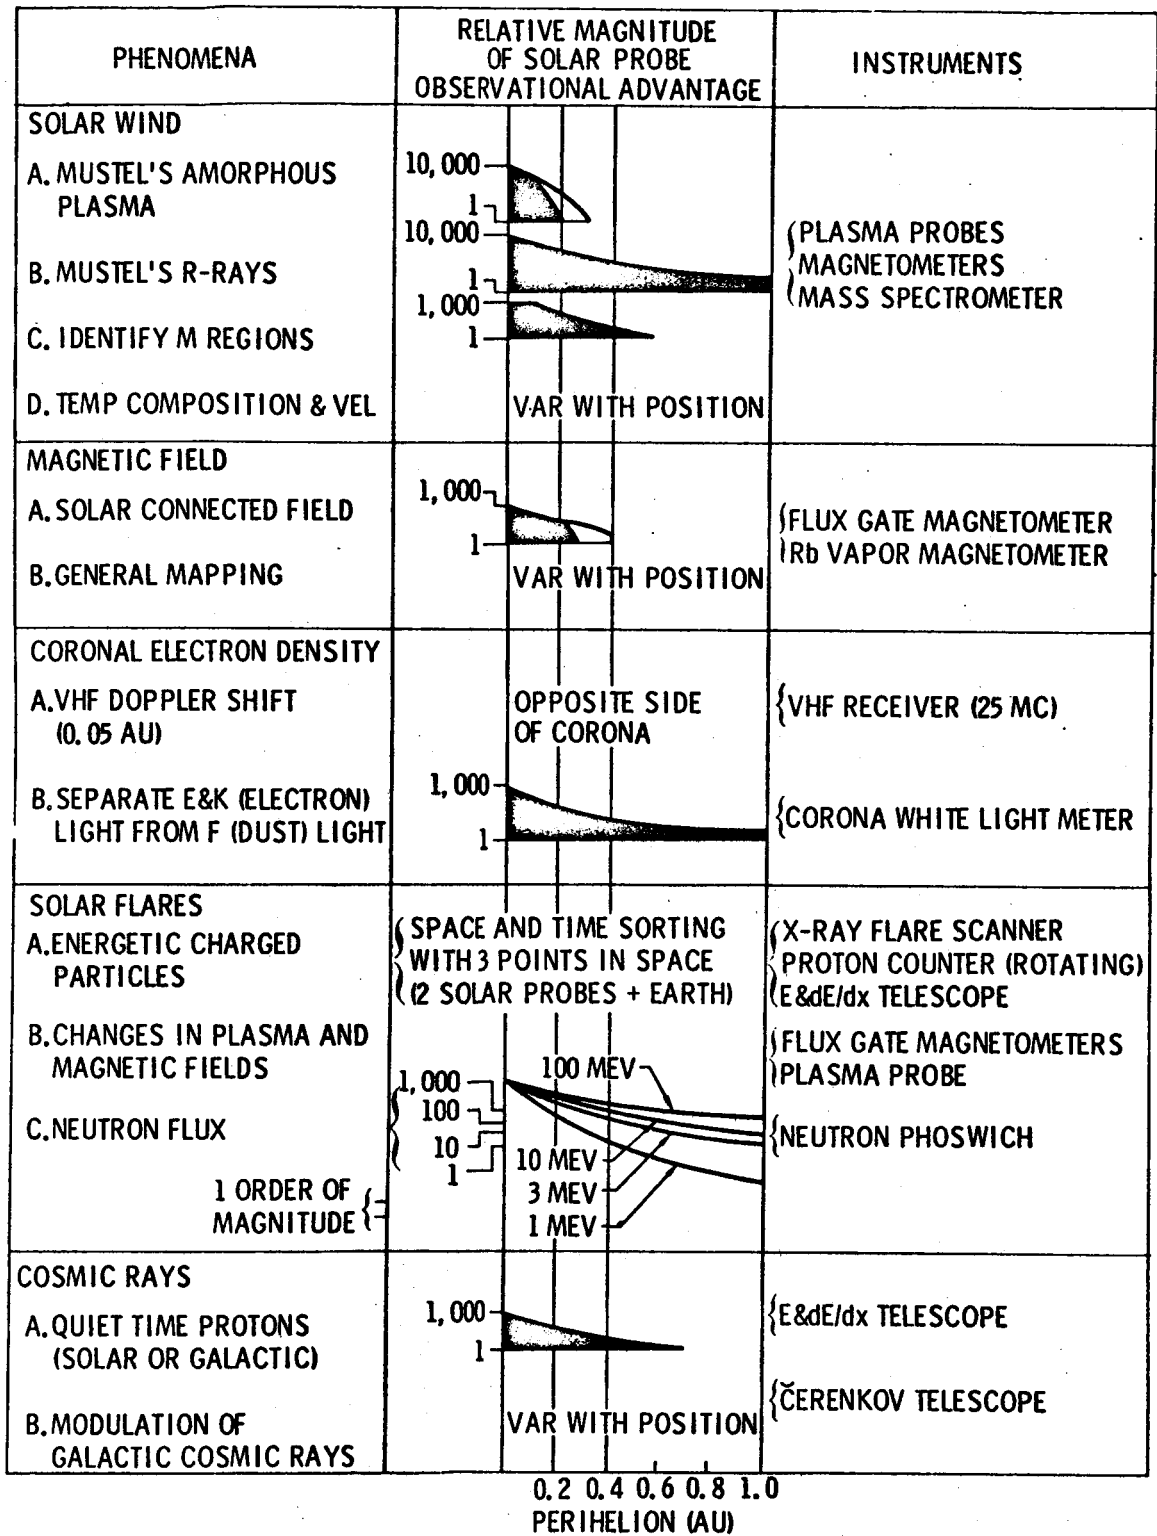 PHENOMENA
RELATIVE MAGNITUDE
OF SOLAR PROBE
OBSERVATIONAL ADVANTAGE
INSTRUMENTS
SOLAR WIND
A. MUSTEL'S AMORPHOUS
PLASMA
10,000
1
B. MUSTEL'S R-RAYS
10,000
1
C. IDENTIFY M REGIONS
1,000
1
D. TEMP COMPOSITION & VEL
VAR WITH POSITION
PLASMA PROBES
MAGNETOMETERS
MASS SPECTROMETER
MAGNETIC FIELD
A. SOLAR CONNECTED FIELD
1,000
1
B. GENERAL MAPPING
VAR WITH POSITION
FLUX GATE MAGNETOMETER
Rb VAPOR MAGNETOMETER
CORONAL ELECTRON DENSITY
A. VHF DOPPLER SHIFT
(0.05 AU)
OPPOSITE SIDE
OF CORONA
VHF RECEIVER (25 MC)
B. SEPARATE E&K (ELECTRON)
LIGHT FROM F (DUST) LIGHT
1,000
1
CORONA WHITE LIGHT METER
SOLAR FLARES
A. ENERGETIC CHARGED
PARTICLES
SPACE AND TIME SORTING
WITH 3 POINTS IN SPACE
(2 SOLAR PROBES + EARTH)
X-RAY FLARE SCANNER
PROTON COUNTER (ROTATING)
E&dE/dx TELESCOPE
B. CHANGES IN PLASMA AND
MAGNETIC FIELDS
FLUX GATE MAGNETOMETERS
PLASMA PROBE
C. NEUTRON FLUX
1,000
100
10
1
100 MEV
10 MEV
3 MEV
1 MEV
NEUTRON PHOSWICH
1 ORDER OF
MAGNITUDE
COSMIC RAYS
A. QUIET TIME PROTONS
(SOLAR OR GALACTIC)
1,000
1
E&dE/dx TELESCOPE
B. MODULATION OF
GALACTIC COSMIC RAYS
VAR WITH POSITION
ČERENKOV TELESCOPE
0.2 0.4 0.6 0.8 1.0
PERIHELION (AU)